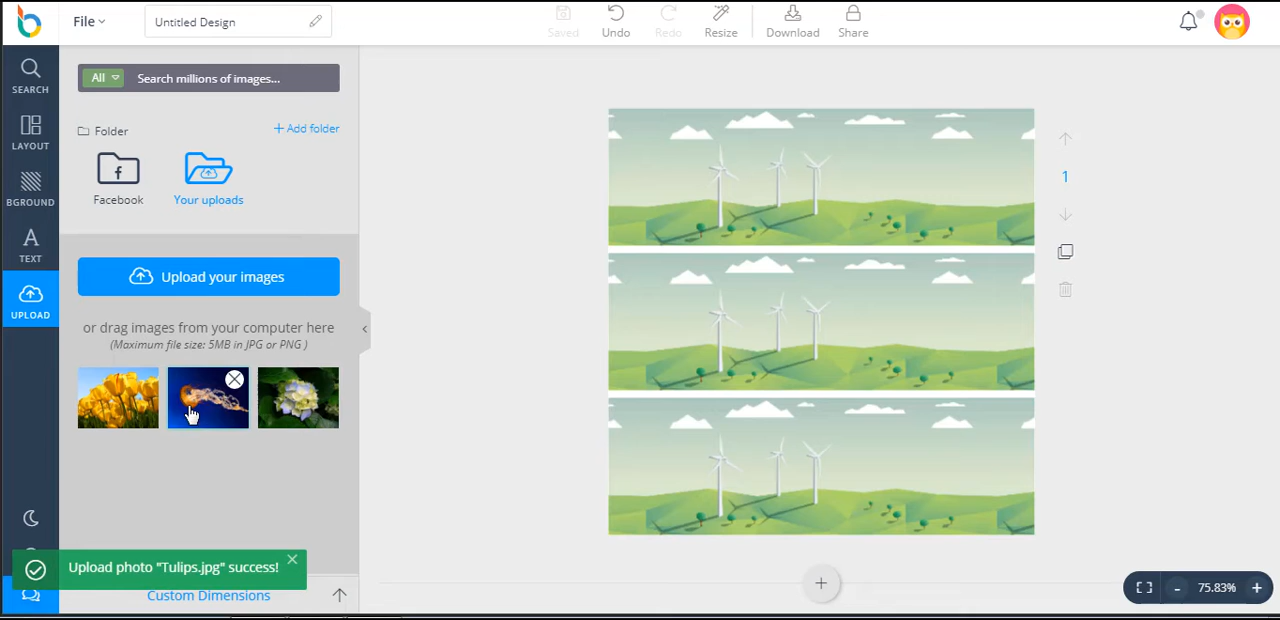 File
Untitled Design
Saved
Undo
Redo
Resize
Download
Share
SEARCH
LAYOUT
BGROUND
TEXT
UPLOAD
All
Search millions of images...
Folder
+ Add folder
Facebook
Your uploads
Upload your images
or drag images from your computer here
(Maximum file size: 5MB in JPG or PNG )
Upload photo "Tulips.jpg" success!
Custom Dimensions
1
- 75.83% +